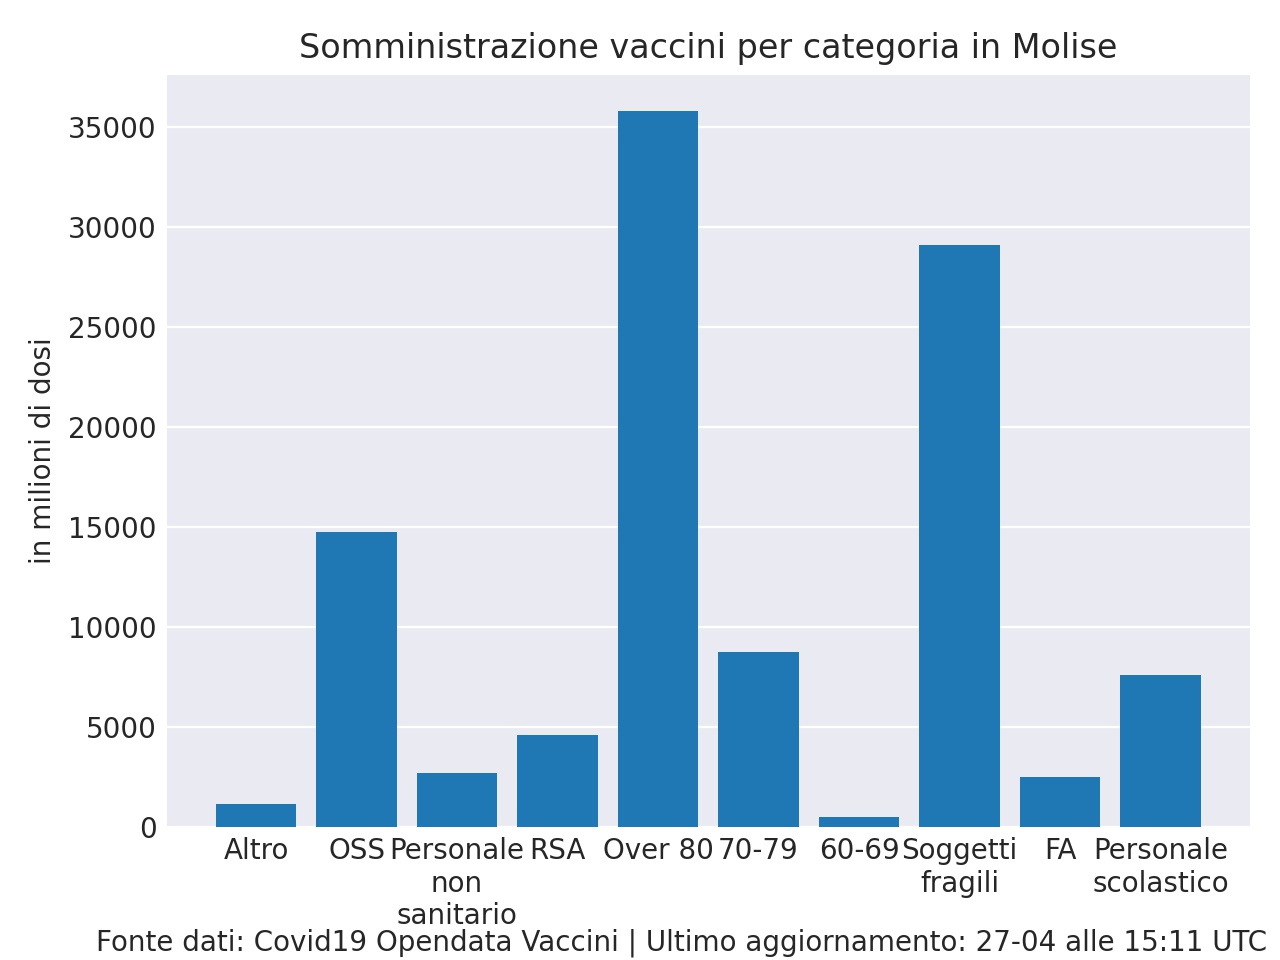 Somministrazione vaccini per categoria in Molise
in milioni di dosi
35000
30000
25000
20000
15000
10000
5000
0
Altro
OSS
Personale
non
sanitario
RSA
Over 80
70-79
60-69
Soggetti
fragili
FA
Personale
scolastico
Fonte dati: Covid19 Opendata Vaccini | Ultimo aggiornamento: 27-04 alle 15:11 UTC